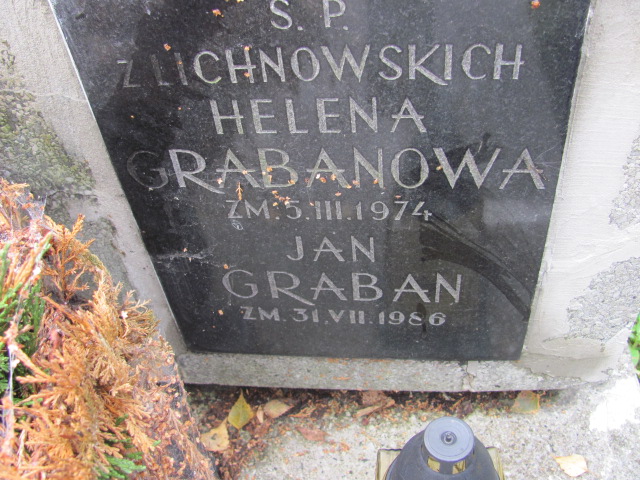 S. P.
Z LICHNOWSKICH
HELENA
GRABANOWA
ZM. 5.III.1974
JAN
GRABAN
ZM. 31.VII.1986